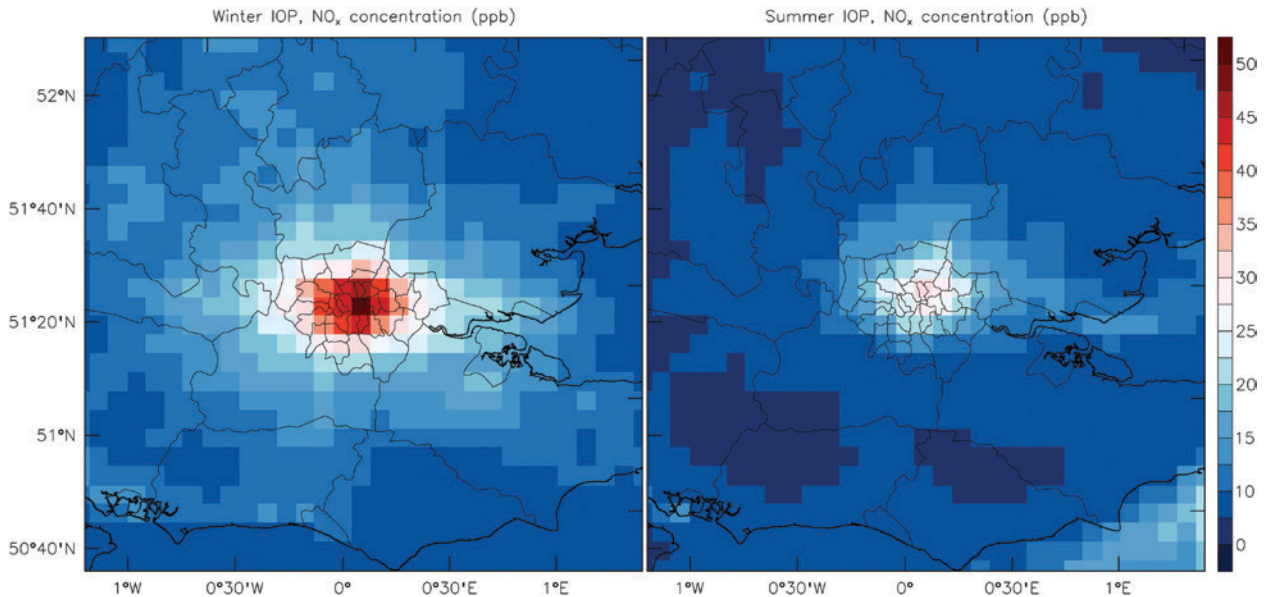 Winter IOP, NOₓ concentration (ppb)
Summer IOP, NOₓ concentration (ppb)
52°N
51°40'N
51°20'N
51°N
50°40'N
1°W
0°30'W
0°
0°30'E
1°E
1°W
0°30'W
0°
0°30'E
1°E
50
45
40
35
30
25
20
15
10
5
0